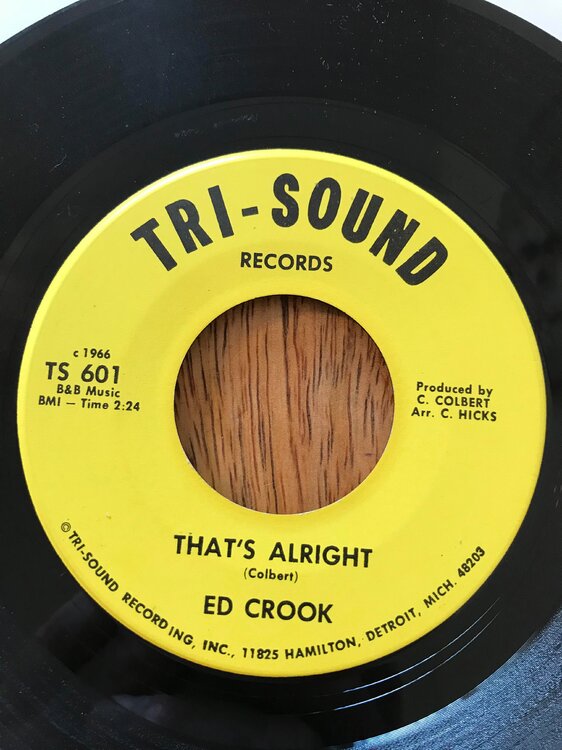 TRI-SOUND
RECORDS
c 1966
TS 601
B&B Music
BMI — Time 2:24
Produced by
C. COLBERT
Arr. C. HICKS
THAT'S ALRIGHT
(Colbert)
ED CROOK
© TRI-SOUND RECORDING, INC., 11825 HAMILTON, DETROIT, MICH. 48203